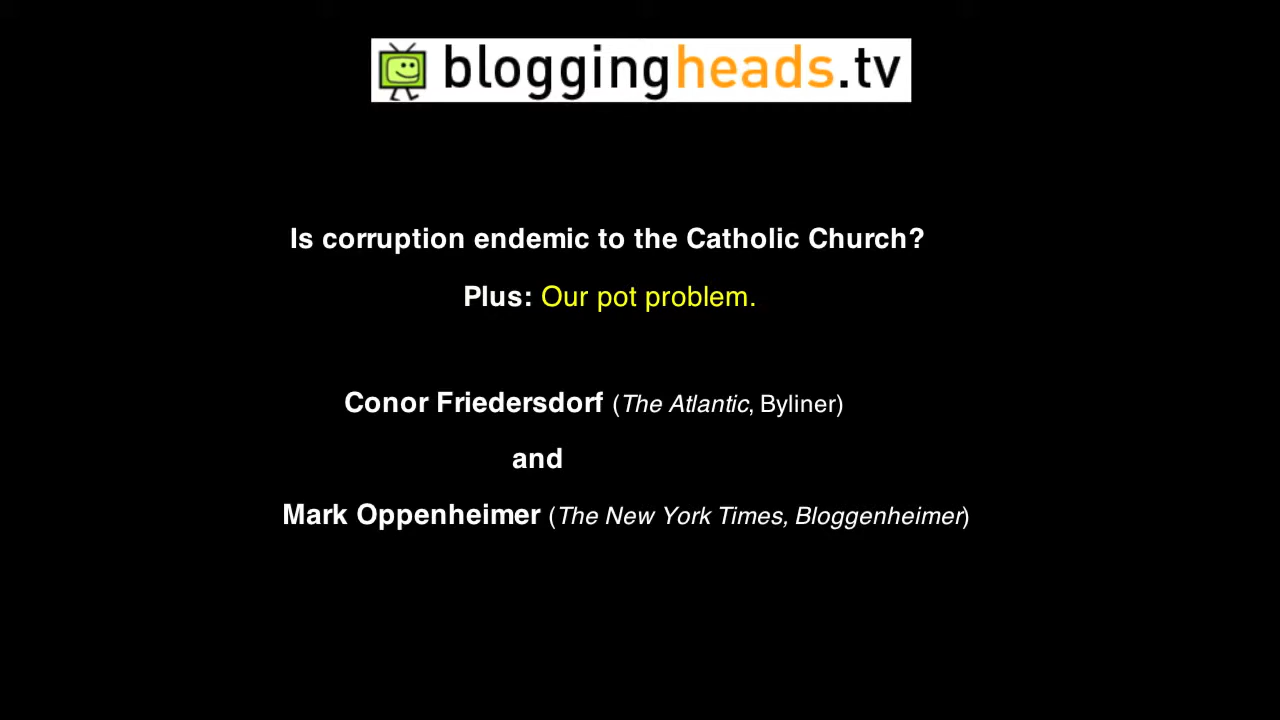 bloggingheads.tv
Is corruption endemic to the Catholic Church?
Plus: Our pot problem.
Conor Friedersdorf (The Atlantic, Byliner)
and
Mark Oppenheimer (The New York Times, Bloggenheimer)